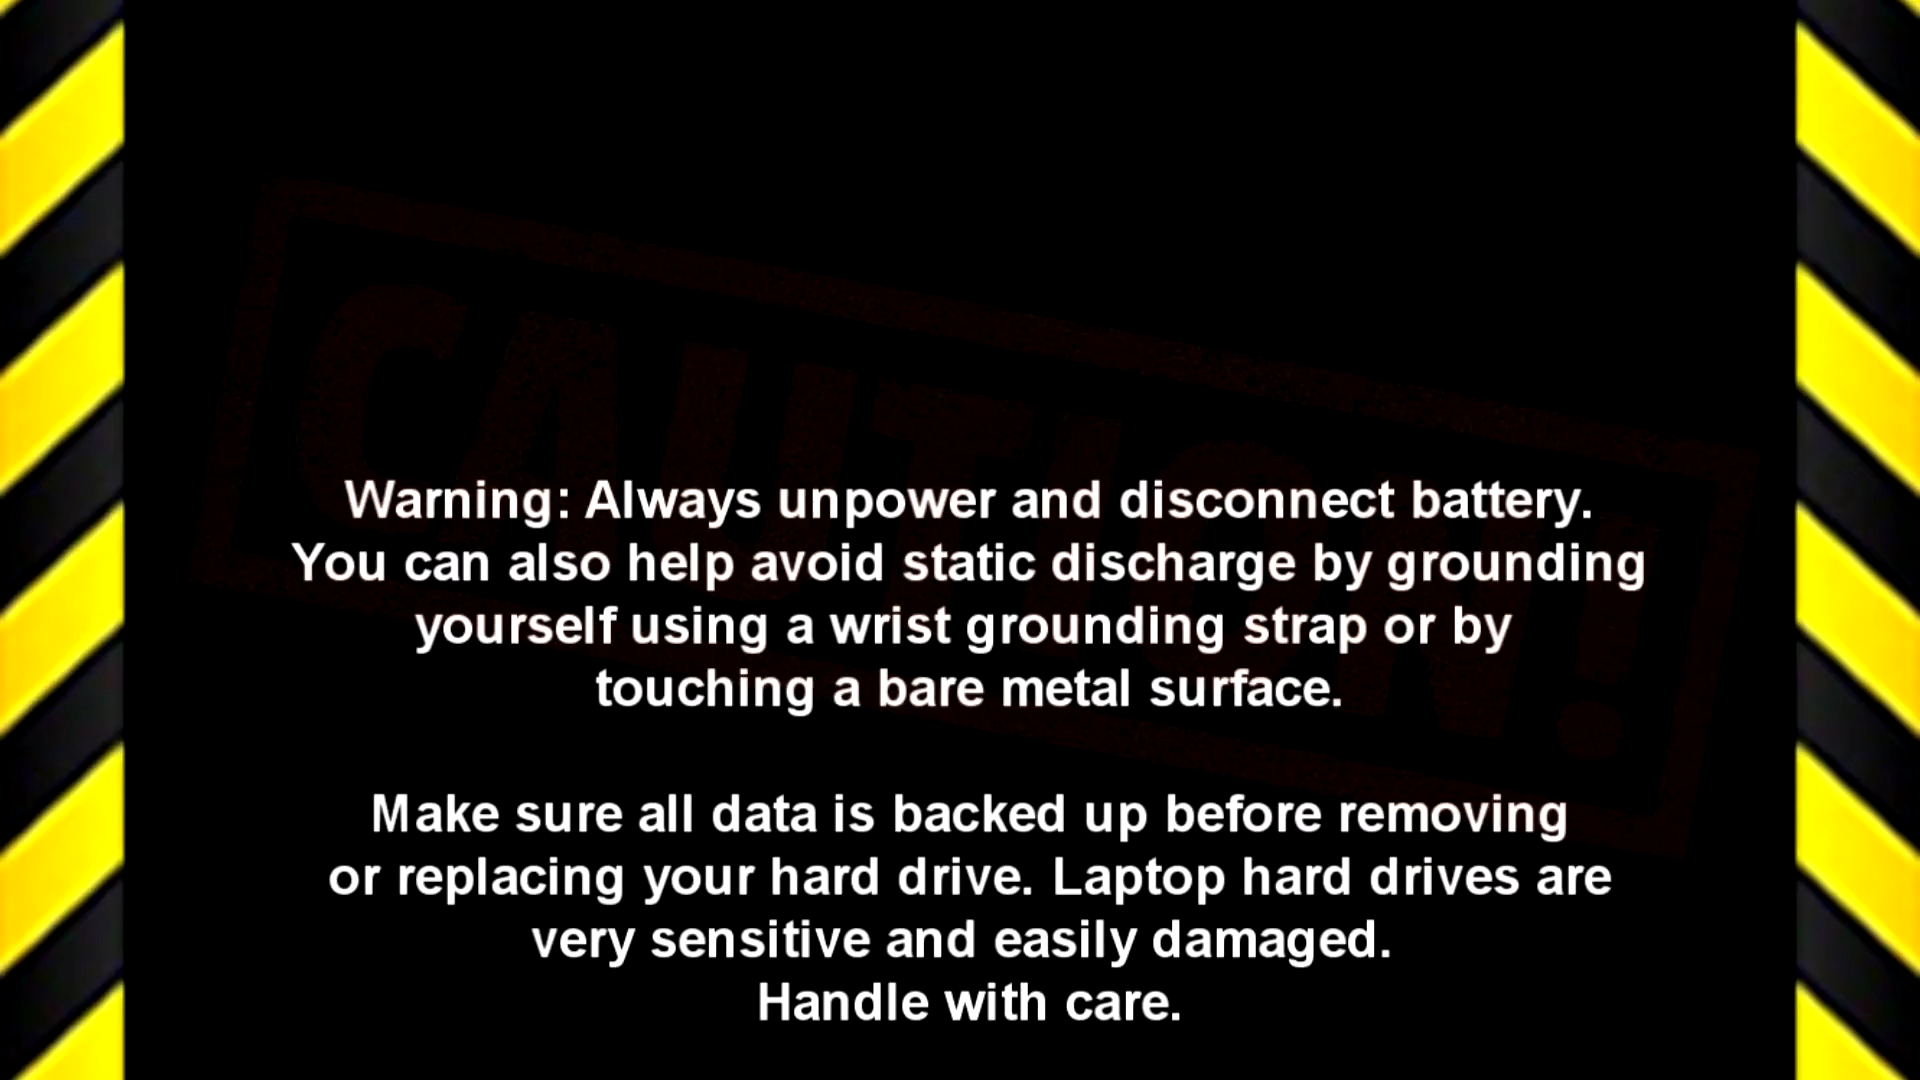 CAUTION!
Warning: Always unpower and disconnect battery.
You can also help avoid static discharge by grounding
yourself using a wrist grounding strap or by
touching a bare metal surface.
Make sure all data is backed up before removing
or replacing your hard drive. Laptop hard drives are
very sensitive and easily damaged.
Handle with care.